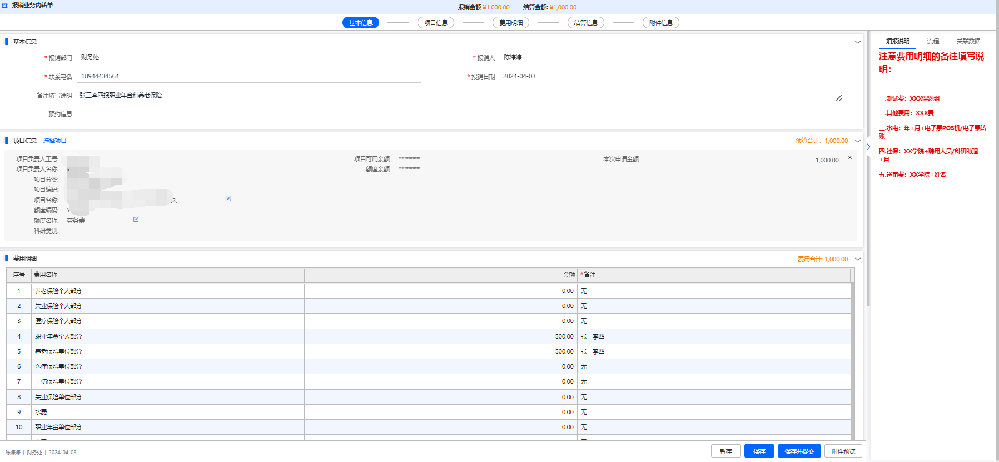 报销业务内转单
报销金额 ¥1,000.00 结算金额: ¥1,000.00
基本信息 项目信息 费用明细 结算信息 附件信息
基本信息
* 报销部门 财务处 * 报销人 陈婷婷
* 联系电话 18944434564 * 报销日期 2024-04-03
备注填写说明 张三李四报职业年金和养老保险
预约信息
项目信息 选择项目 预算合计: 1,000.00
项目负责人工号: 项目可用余额: ******** 本次申请金额: 1,000.00
项目负责人名称: 额度余额: ********
项目分类:
项目编码:
项目名称:
额度编码:
额度名称: 劳务费
科研类别:
费用明细 费用合计: 1,000.00
序号 费用名称 金额 * 备注
1 养老保险个人部分 0.00 无
2 失业保险个人部分 0.00 无
3 医疗保险个人部分 0.00 无
4 职业年金个人部分 500.00 张三李四
5 养老保险单位部分 500.00 张三李四
6 医疗保险单位部分 0.00 无
7 工伤保险单位部分 0.00 无
8 失业保险单位部分 0.00 无
9 水费 0.00 无
10 职业年金单位部分 0.00 无
陈婷婷 | 财务处 | 2024-04-03
暂存 保存 保存并提交 附件预览
填报说明 流程 关联数据
注意费用明细的备注填写说
明：
一.测试费：XXX课题组
二.其他费用：XXX费
三.水电：年+月+电子票POS机/电子票转
账
四.社保：XX学院+聘用人员/科研助理
+月
五.送审费：XX学院+姓名